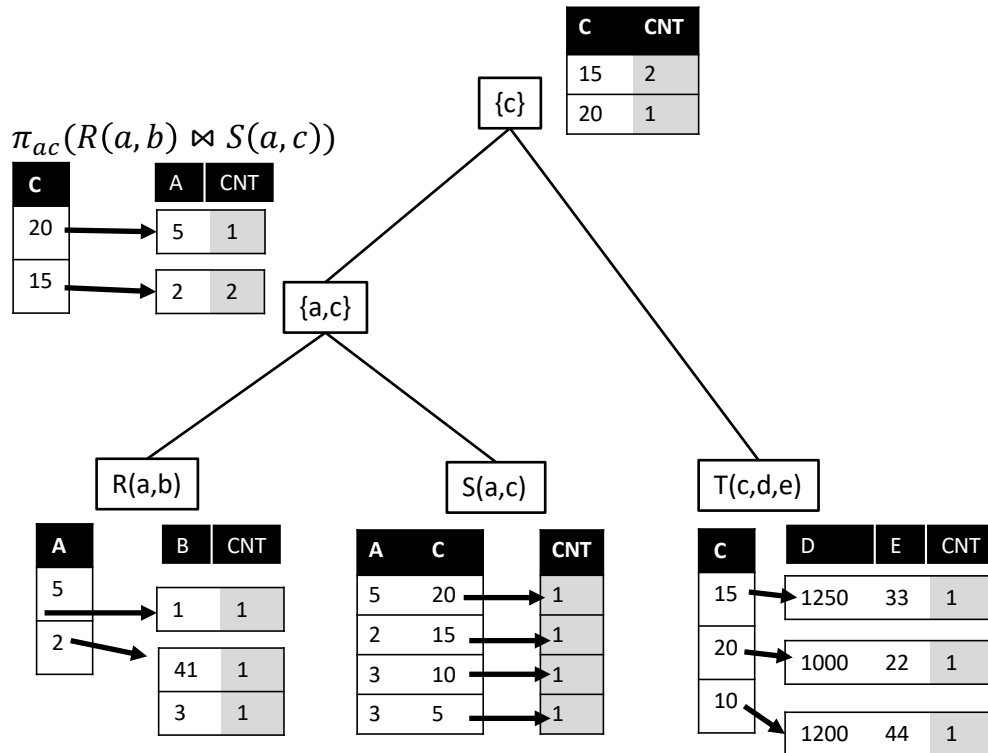 C CNT
15 2
20 1
{c}
𝜋𝑎𝑐(𝑅(𝑎, 𝑏) ⋈ 𝑆(𝑎, 𝑐))
C
20
15
A CNT
5 1
2 2
{a,c}
R(a,b)
S(a,c)
T(c,d,e)
A
5
2
B CNT
1 1
41 1
3 1
A C CNT
5 20 1
2 15 1
3 10 1
3 5 1
C
15
20
10
D E CNT
1250 33 1
1000 22 1
1200 44 1